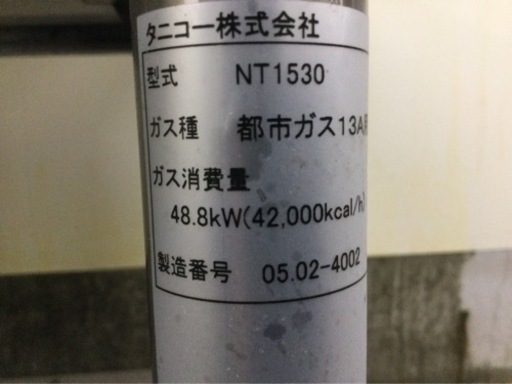 タニコー株式会社
型式 NT1530
ガス種 都市ガス13A用
ガス消費量
48.8kW(42,000kcal/h)
製造番号 05.02-4002